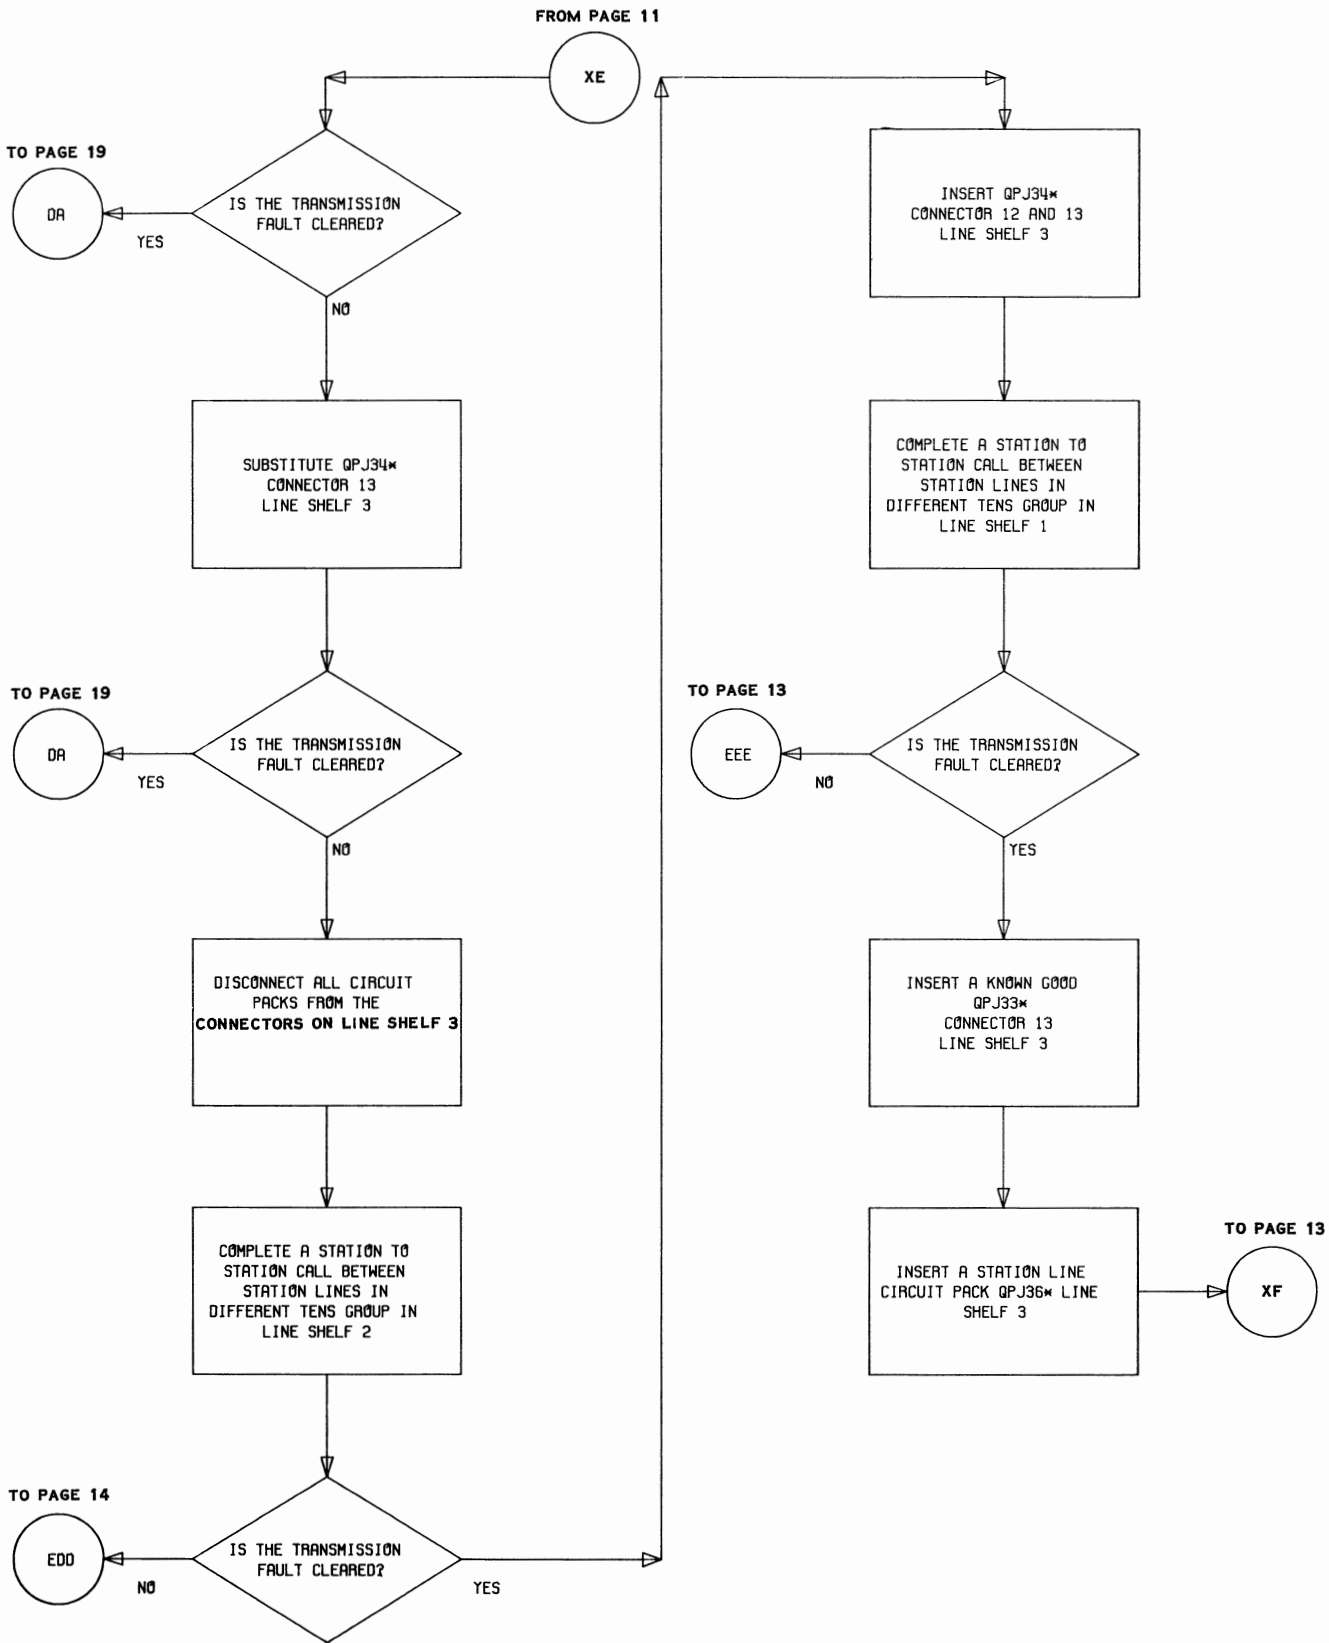 FROM PAGE 11
XE
IS THE TRANSMISSION
FAULT CLEARED?
TO PAGE 19
DA
YES
NO
SUBSTITUTE QPJ34*
CONNECTOR 13
LINE SHELF 3
IS THE TRANSMISSION
FAULT CLEARED?
TO PAGE 19
DA
YES
NO
DISCONNECT ALL CIRCUIT
PACKS FROM THE
CONNECTORS ON LINE SHELF 3
COMPLETE A STATION TO
STATION CALL BETWEEN
STATION LINES IN
DIFFERENT TENS GROUP IN
LINE SHELF 2
IS THE TRANSMISSION
FAULT CLEARED?
TO PAGE 14
EDD
NO
YES
INSERT QPJ34*
CONNECTOR 12 AND 13
LINE SHELF 3
COMPLETE A STATION TO
STATION CALL BETWEEN
STATION LINES IN
DIFFERENT TENS GROUP IN
LINE SHELF 1
IS THE TRANSMISSION
FAULT CLEARED?
TO PAGE 13
EEE
NO
YES
INSERT A KNOWN GOOD
QPJ33*
CONNECTOR 13
LINE SHELF 3
INSERT A STATION LINE
CIRCUIT PACK QPJ36* LINE
SHELF 3
TO PAGE 13
XF